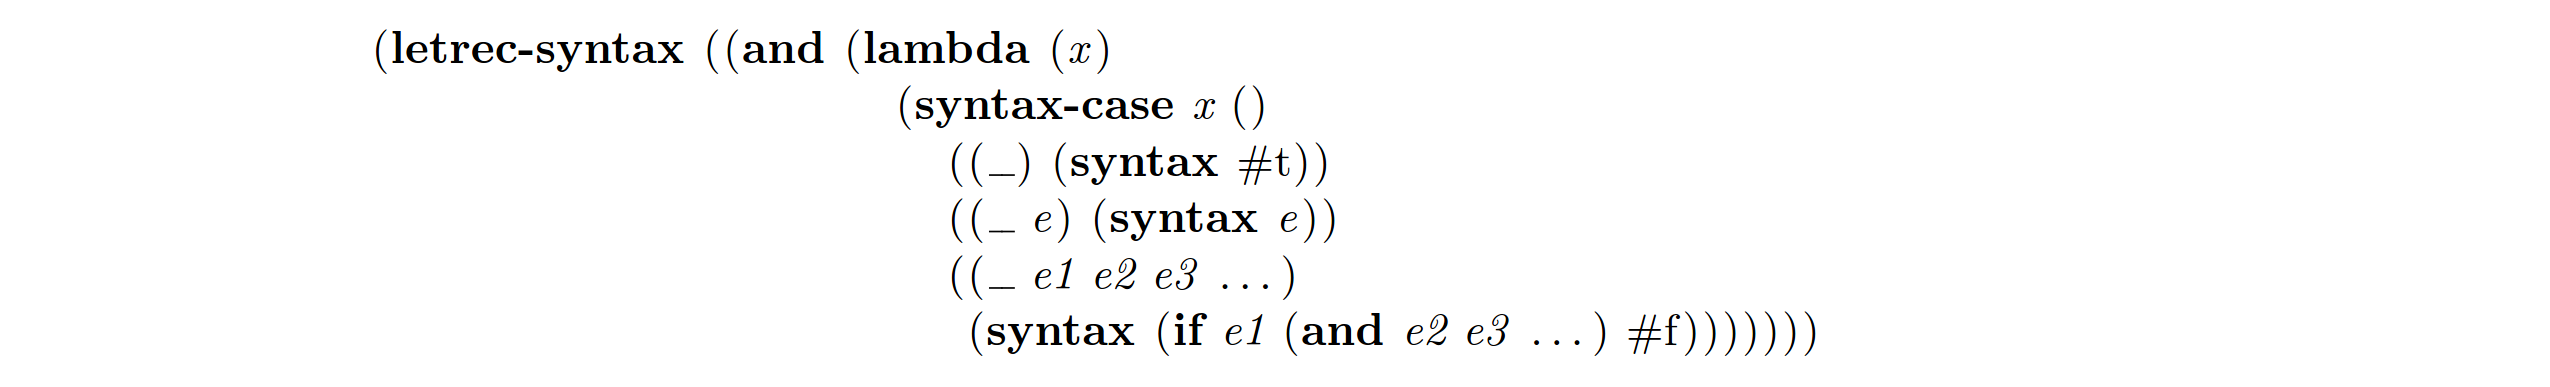 (letrec-syntax ((and (lambda (x)
(syntax-case x ()
((_) (syntax #t))
((_ e) (syntax e))
((_ e1 e2 e3 ...)
(syntax (if e1 (and e2 e3 ...) #f)))))))